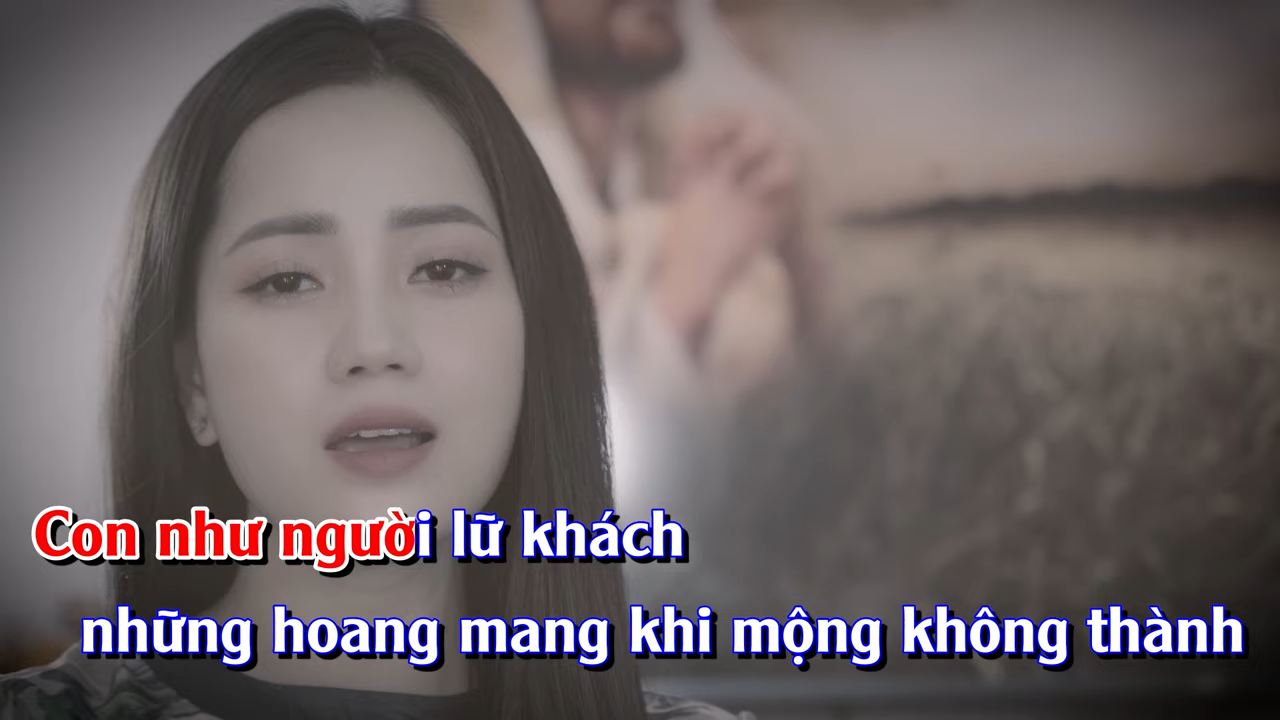 Con như người lữ khách
những hoang mang khi mộng không thành